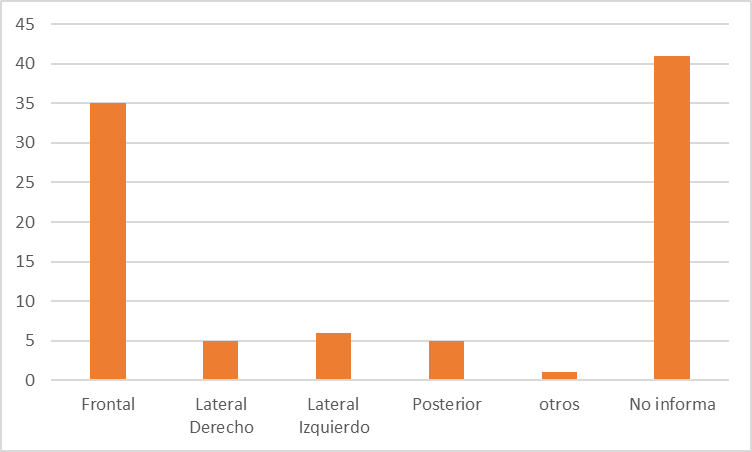 45
40
35
30
25
20
15
10
5
0
Frontal
Lateral
Derecho
Lateral
Izquierdo
Posterior
otros
No informa